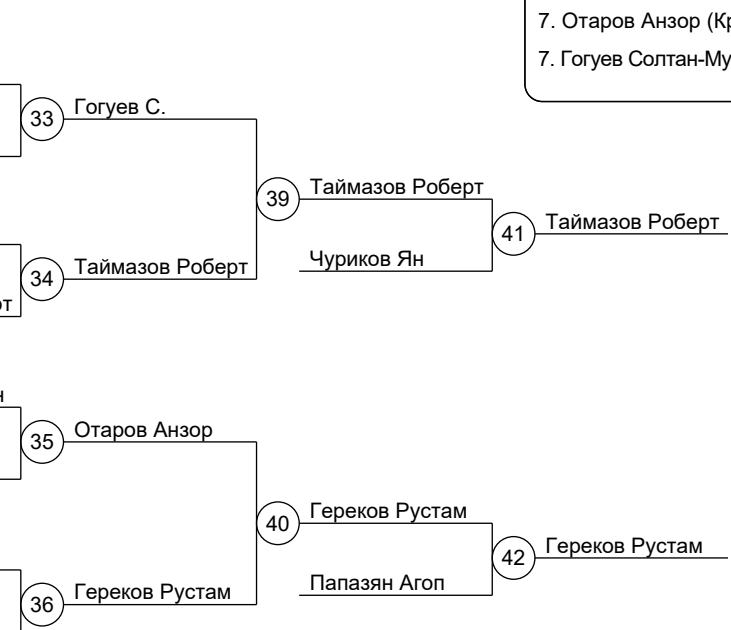 7. Отаров Анзор
7. Гогуев
33 Гогуев С.
39 Таймазов Роберт
41 Таймазов Роберт
34 Таймазов Роберт
Чуриков Ян
35 Отаров Анзор
40 Гереков Рустам
42 Гереков Рустам
36 Гереков Рустам
Папазян Агоп